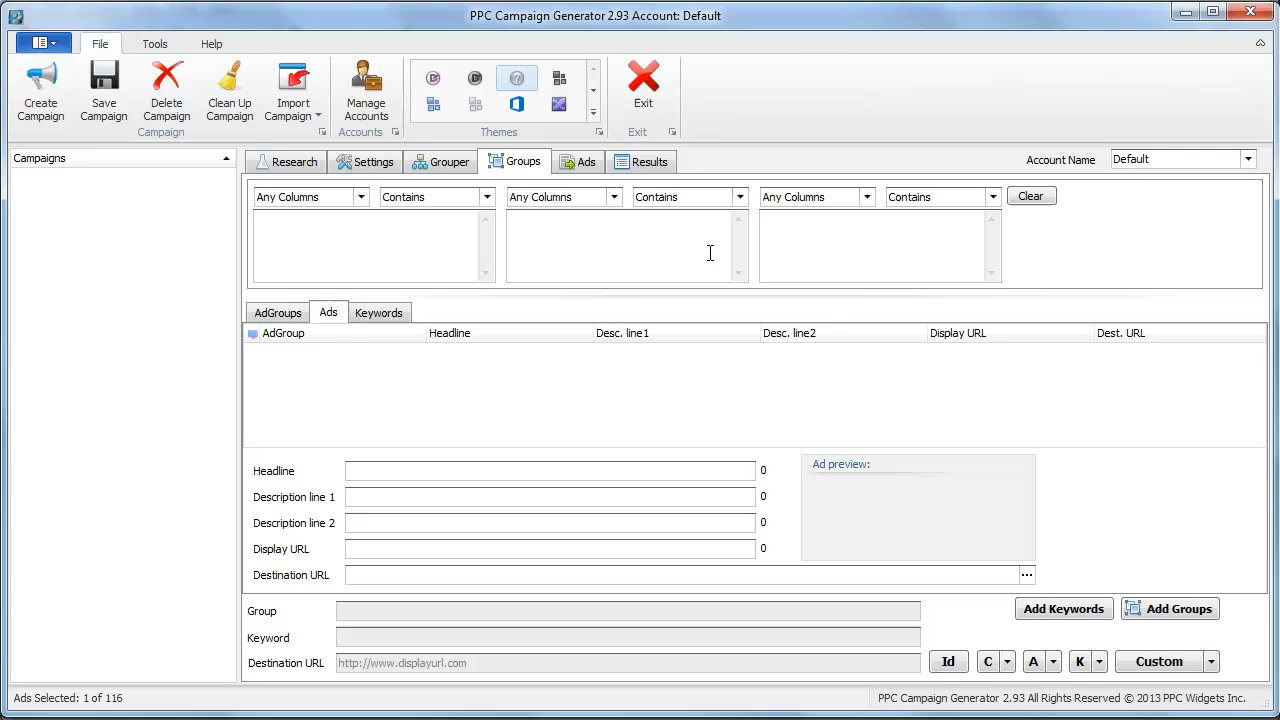 PPC Campaign Generator 2.93 Account: Default
File Tools Help
Create Campaign
Save Campaign
Delete Campaign
Clean Up Campaign
Import Campaign
Manage Accounts
Exit
Campaign Accounts Themes Exit
Campaigns
Research Settings Grouper Groups Ads Results
Account Name Default
Any Columns Contains Any Columns Contains Any Columns Contains Clear
AdGroups Ads Keywords
AdGroup Headline Desc. line1 Desc. line2 Display URL Dest. URL
Headline 0
Ad preview:
Description line 1 0
Description line 2 0
Display URL 0
Destination URL ...
Group
Add Keywords Add Groups
Keyword
Destination URL http://www.displayurl.com
Id C A K Custom
Ads Selected: 1 of 116
PPC Campaign Generator 2.93 All Rights Reserved © 2013 PPC Widgets Inc.